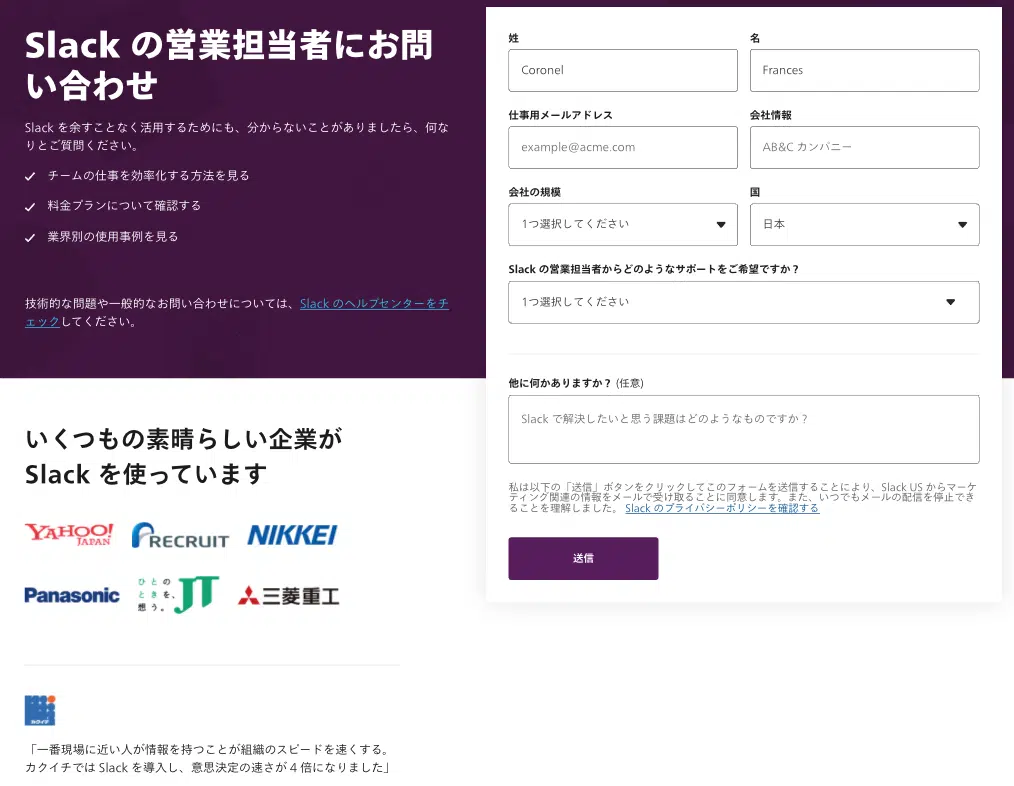 Slack の営業担当者にお問
い合わせ
Slack を余すことなく活用するためにも、分からないことがありましたら、何な
りとご質問ください。
チームの仕事を効率化する方法を見る
料金プランについて確認する
業界別の使用事例を見る
技術的な問題や一般的なお問い合わせについては、Slack のヘルプセンターをチ
ェックしてください。
姓
名
Coronel
Frances
仕事用メールアドレス
会社情報
example@acme.com
AB&C カンパニー
会社の規模
国
1つ選択してください
日本
Slack の営業担当者からどのようなサポートをご希望ですか？
1つ選択してください
他に何かありますか？ (任意)
Slack で解決したいと思う課題はどのようなものですか？
私は以下の「送信」ボタンをクリックしてこのフォームを送信することにより、Slack US からマーケ
ティング関連の情報をメールで受け取ることに同意します。また、いつでもメールの配信を停止でき
ることを理解しました。 Slack のプライバシーポリシーを確認する
送信
いくつもの素晴らしい企業が
Slack を使っています
YAHOO!
JAPAN
RECRUIT
NIKKEI
Panasonic
ひとの
ときを、
想う。
JT
三菱重工
カクイチ
「一番現場に近い人が情報を持つことが組織のスピードを速くする。
カクイチでは Slack を導入し、意思決定の速さが 4 倍になりました」